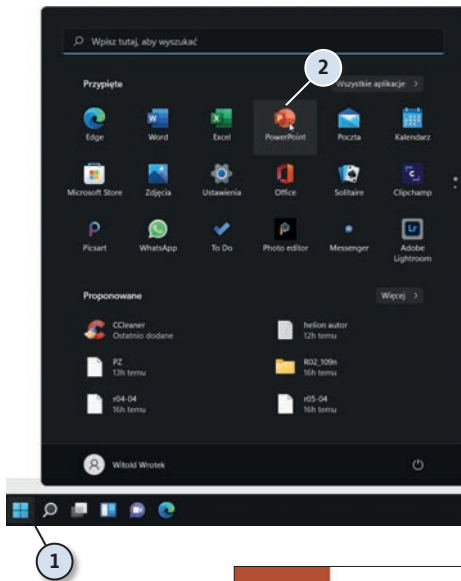 Wpisz tutaj, aby wyszukać
2
Przypięte
Wszystkie aplikacje >
Edge
Word
Excel
PowerPoint
Poczta
Kalendarz
Microsoft Store
Zdjęcia
Ustawienia
Office
Solitaire
Clipchamp
Picsart
WhatsApp
To Do
Photo editor
Messenger
Adobe
Lightroom
Proponowane
Więcej >
CCleaner
Ostatnio dodane
helion autor
12h temu
PZ
13h temu
R02_109n
16h temu
r04-04
16h temu
r05-04
16h temu
Witold Wrotek
1